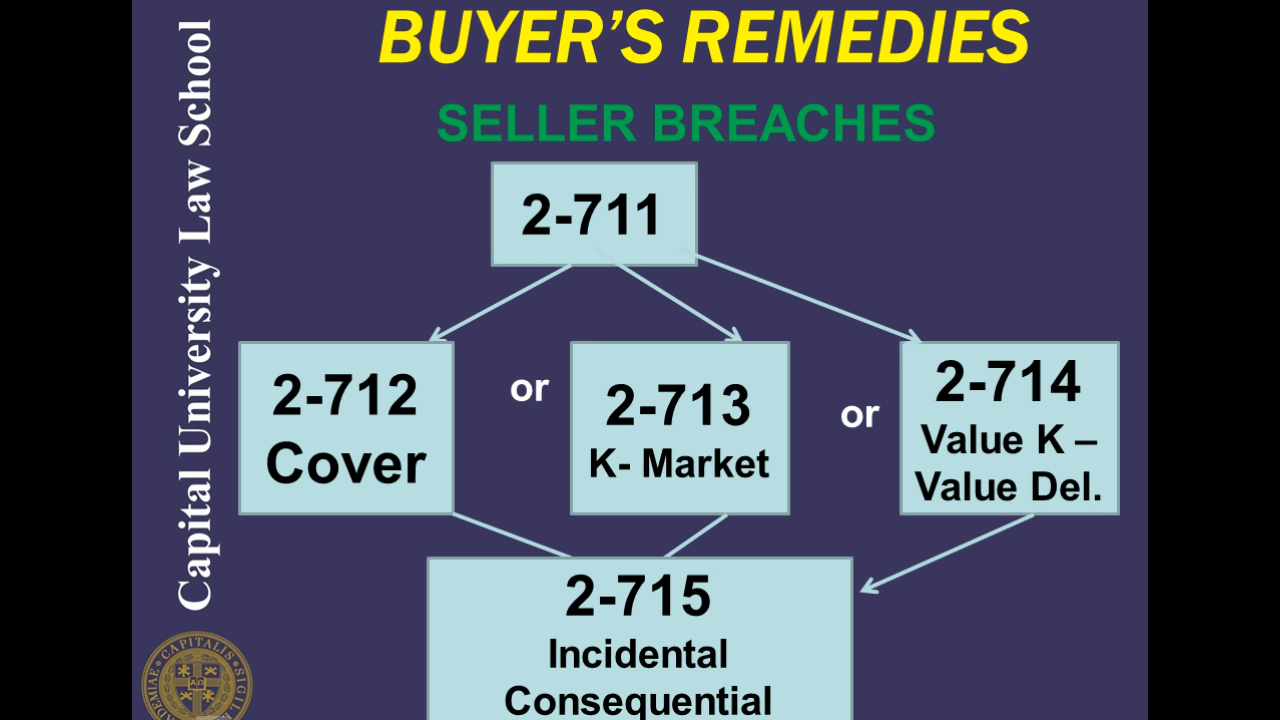 BUYER'S REMEDIES
SELLER BREACHES
2-711
2-712
Cover
or
2-713
K- Market
or
2-714
Value K –
Value Del.
2-715
Incidental
Consequential
Capital University Law School
CAPITALIS